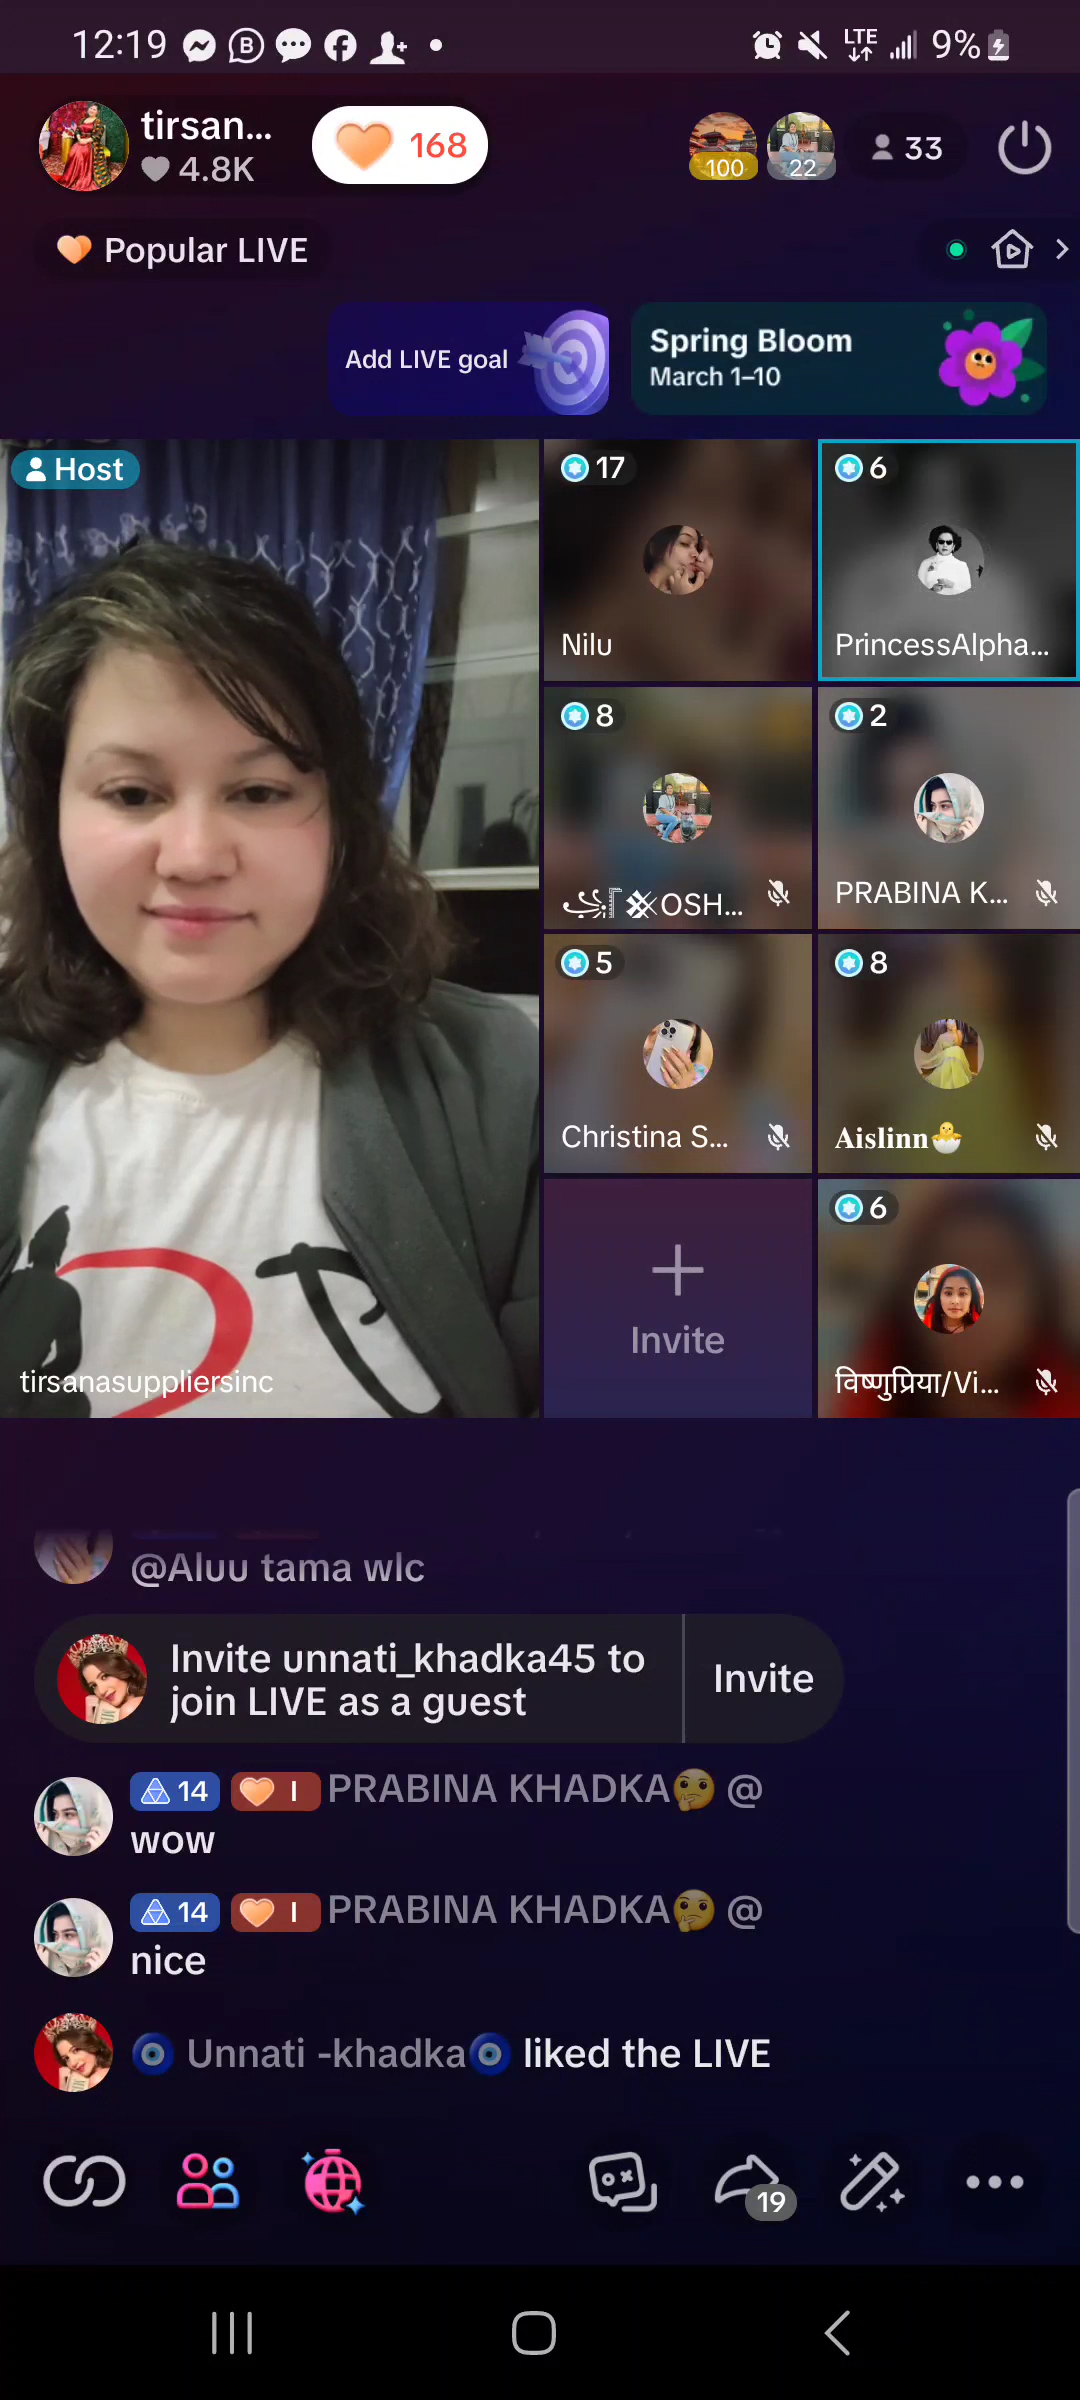 12:19
LTE
9%
tirsan...
4.8K
168
100
22
33
Popular LIVE
Add LIVE goal
Spring Bloom
March 1–10
Host
tirsanasuppliersinc
17
Nilu
6
PrincessAlpha...
8
OSH...
2
PRABINA K...
5
Christina S...
8
Aislinn🐣
Invite
6
विष्णुप्रिया/Vi...
@Aluu tama wlc
Invite unnati_khadka45 to
join LIVE as a guest
Invite
14 I PRABINA KHADKA🤔 @
wow
14 I PRABINA KHADKA🤔 @
nice
🧿 Unnati -khadka🧿 liked the LIVE
19